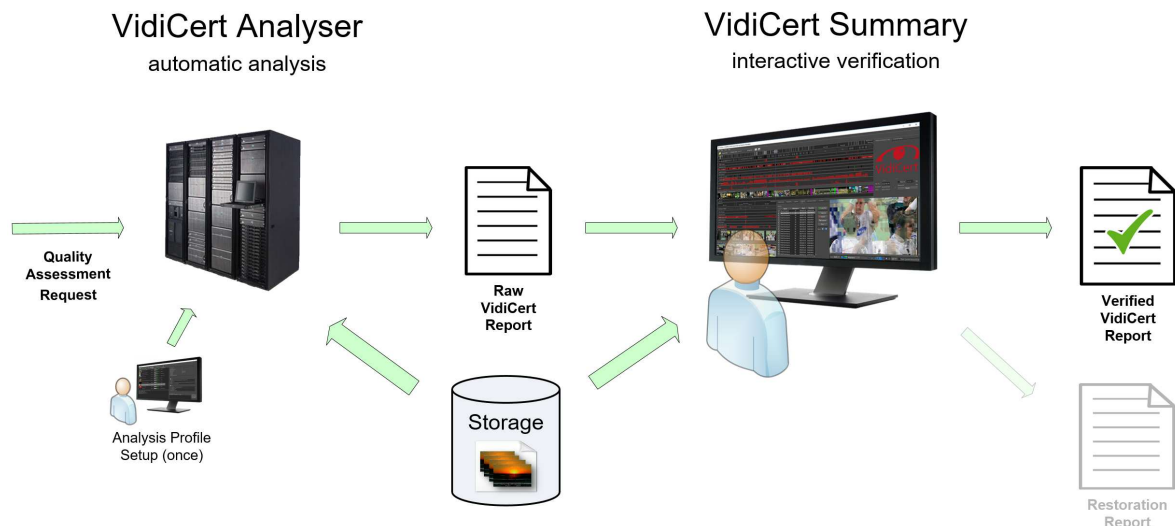 VidiCert Analyser
automatic analysis
VidiCert Summary
interactive verification
VidiCert
Quality
Assessment
Request
Raw
VidiCert
Report
Verified
VidiCert
Report
Analysis Profile
Setup (once)
Storage
Restoration
Report